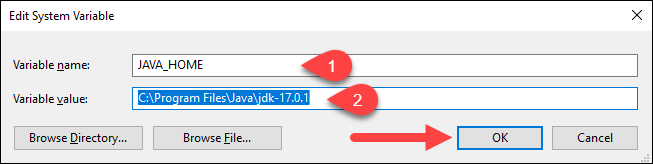 Edit System Variable
Variable name: JAVA_HOME 1
Variable value: C:\Program Files\Java\jdk-17.0.1 2
Browse Directory... Browse File... OK Cancel